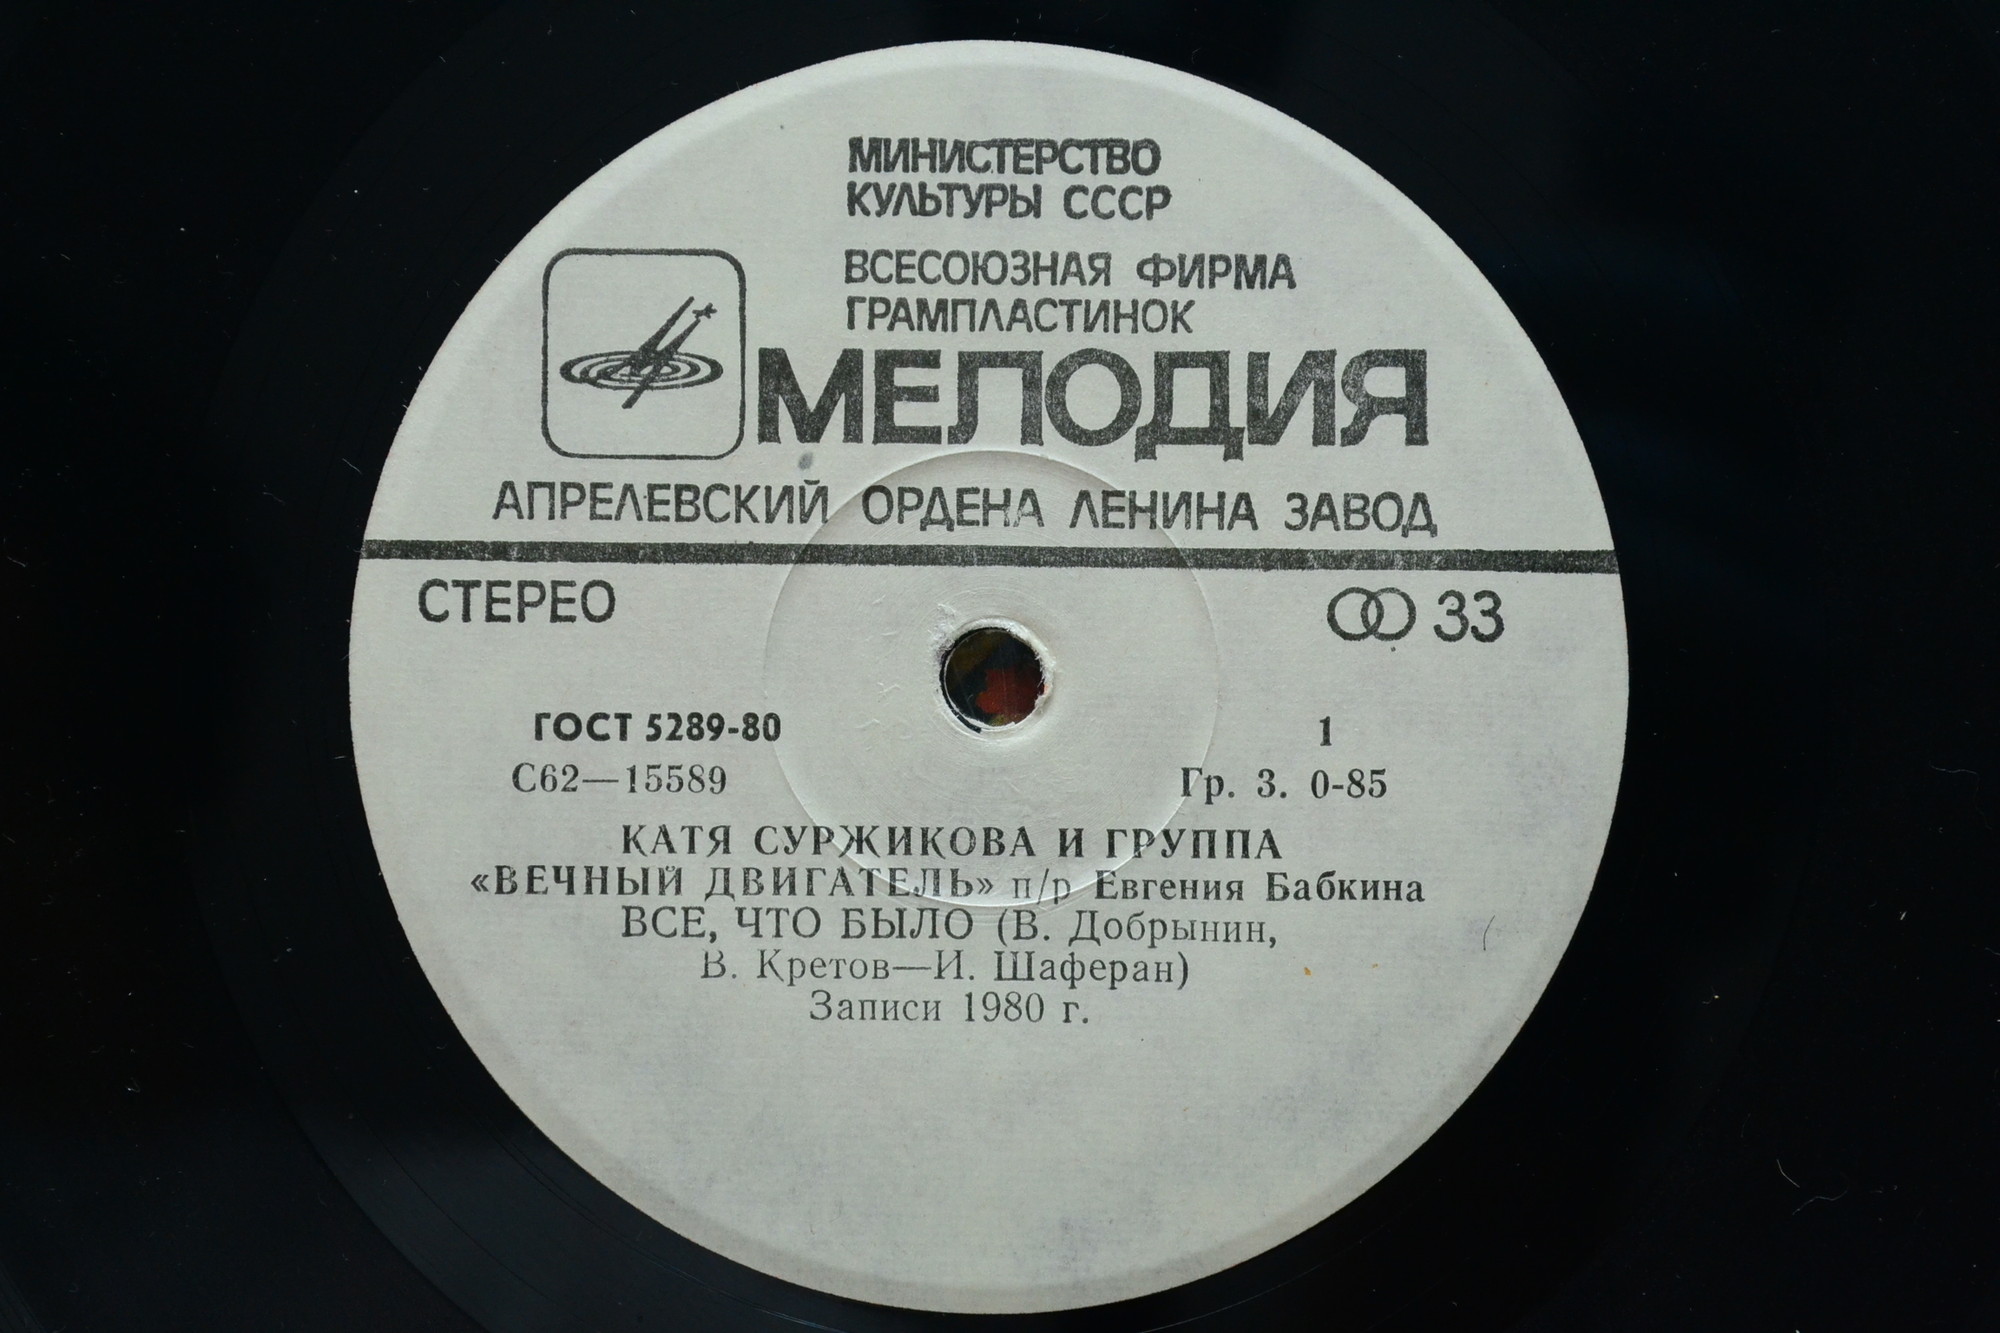 МИНИСТЕРСТВО
КУЛЬТУРЫ СССР
ВСЕСОЮЗНАЯ ФИРМА
ГРАМПЛАСТИНОК
МЕЛОДИЯ
АПРЕЛЕВСКИЙ ОРДЕНА ЛЕНИНА ЗАВОД
СТЕРЕО
33
ГОСТ 5289-80
1
С62—15589
Гр. 3. 0-85
КАТЯ СУРЖИКОВА И ГРУППА
«ВЕЧНЫЙ ДВИГАТЕЛЬ» п/р Евгения Бабкина
ВСЕ, ЧТО БЫЛО (В. Добрынин,
В. Кретов—И. Шаферан)
Записи 1980 г.